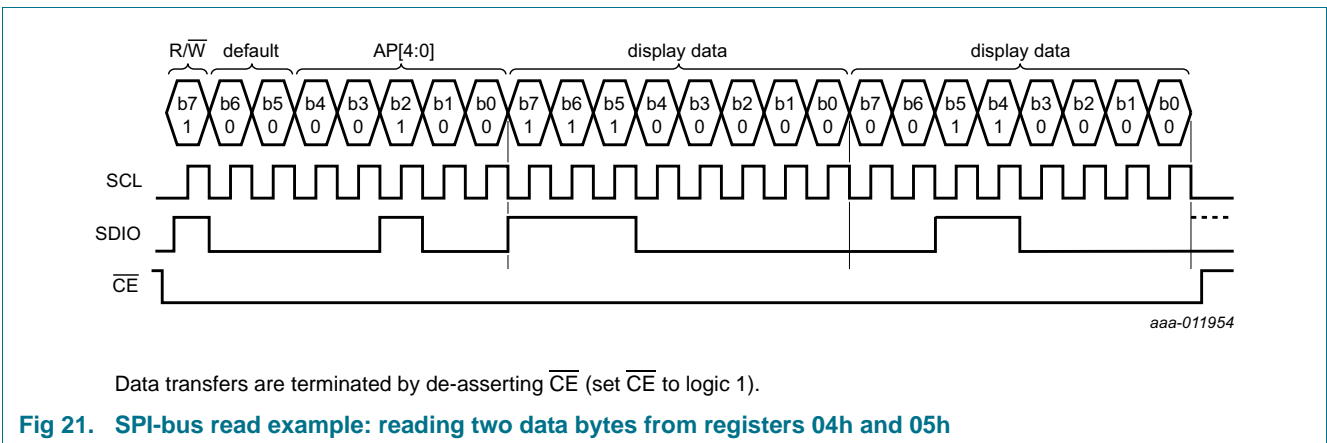 R/W default AP[4:0] display data display data
b7 b6 b5 b4 b3 b2 b1 b0 b7 b6 b5 b4 b3 b2 b1 b0 b7 b6 b5 b4 b3 b2 b1 b0
1 0 0 0 0 1 0 0 1 1 1 0 0 0 0 0 0 0 1 1 0 0 0 0
SCL
SDIO
CE
aaa-011954
Data transfers are terminated by de-asserting CE (set CE to logic 1).
Fig 21. SPI-bus read example: reading two data bytes from registers 04h and 05h